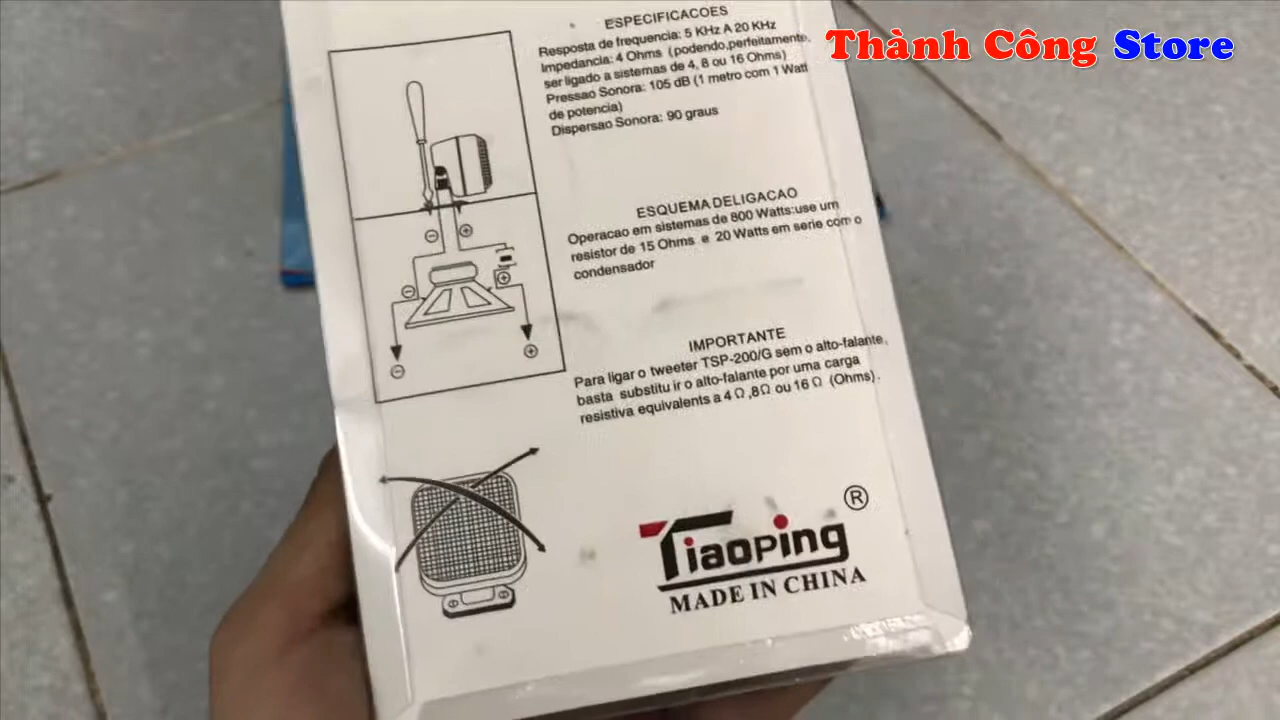 Thành Công Store
ESPECIFICACOES
Resposta de frequencia: 5 KHz A 20 KHz
Impedancia: 4 Ohms (podendo,perfeitamente,
ser ligado a sistemas de 4, 8 ou 16 Ohms)
Pressao Sonora: 105 dB (1 metro com 1 Watt
de potencia)
Dispersao Sonora: 90 graus
ESQUEMA DELIGACAO
Operacao em sistemas de 800 Watts:use um
resistor de 15 Ohms e 20 Watts em serie com o
condensador
IMPORTANTE
Para ligar o tweeter TSP-200/G sem o alto-falante,
basta substitu ir o alto-falante por uma carga
resistiva equivalents a 4 Ω ,8Ω ou 16 Ω (Ohms).
Tiaoping ®
MADE IN CHINA